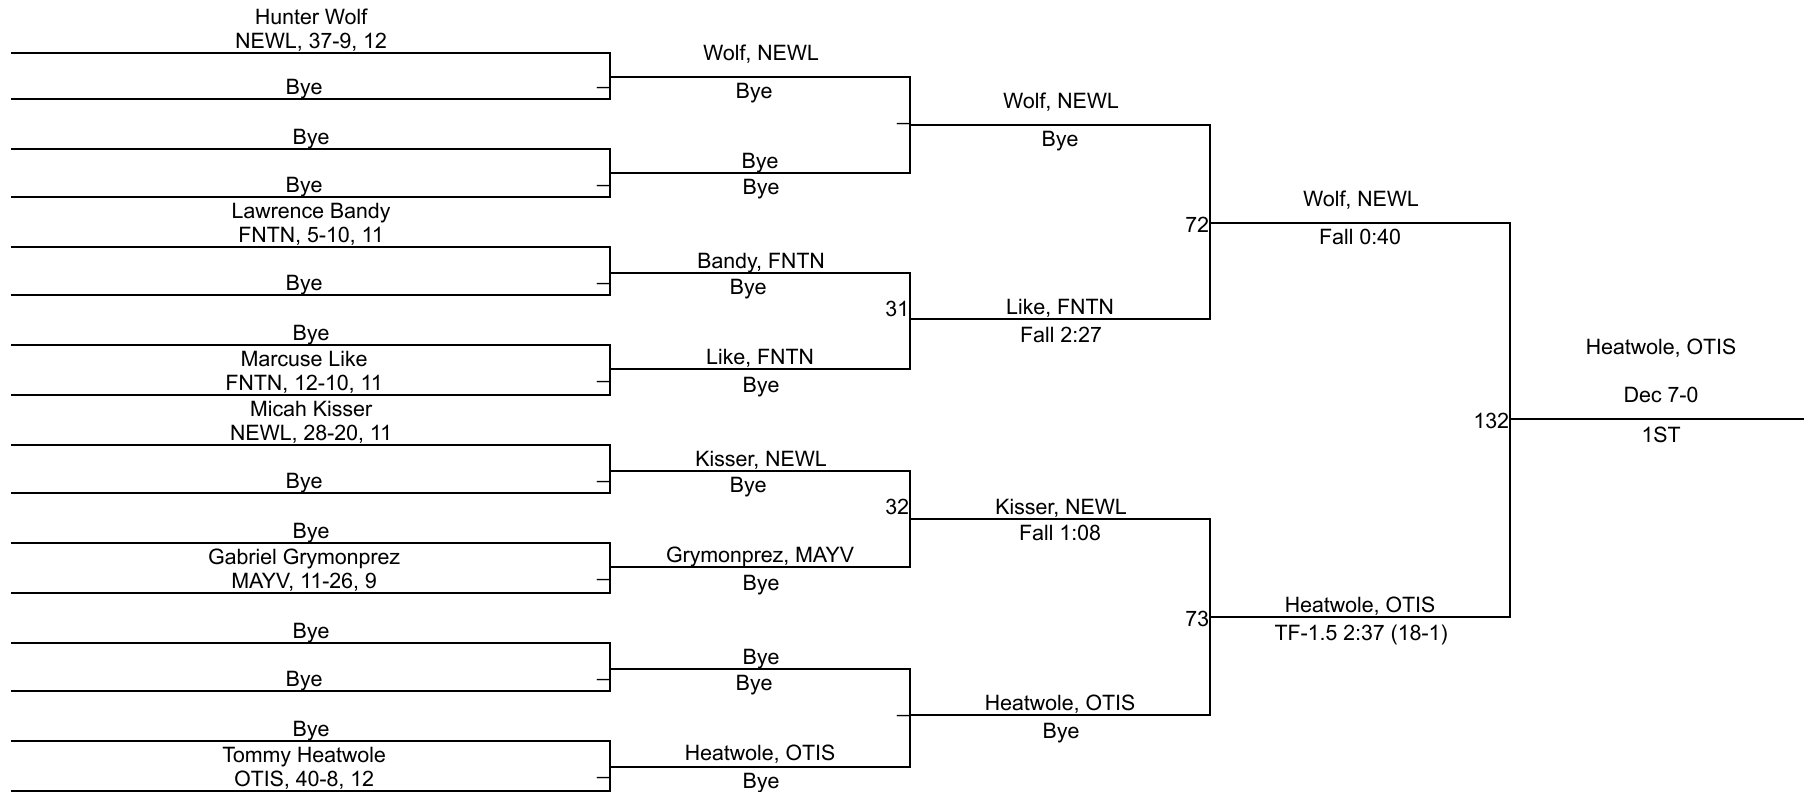 Hunter Wolf
NEWL, 37-9, 12
Bye
Bye
Bye
Lawrence Bandy
FNTN, 5-10, 11
Bye
Bye
Marcuse Like
FNTN, 12-10, 11
Micah Kisser
NEWL, 28-20, 11
Bye
Bye
Gabriel Grymonprez
MAYV, 11-26, 9
Bye
Bye
Bye
Tommy Heatwole
OTIS, 40-8, 12
Wolf, NEWL
Bye
Bye
Bye
Bandy, FNTN
Bye
31
Like, FNTN
Bye
Kisser, NEWL
Bye
32
Grymonprez, MAYV
Bye
Bye
Bye
Heatwole, OTIS
Bye
Wolf, NEWL
Bye
72
Like, FNTN
Fall 2:27
Kisser, NEWL
Fall 1:08
73
Heatwole, OTIS
Bye
Wolf, NEWL
Fall 0:40
132
Heatwole, OTIS
TF-1.5 2:37 (18-1)
Heatwole, OTIS
Dec 7-0
1ST